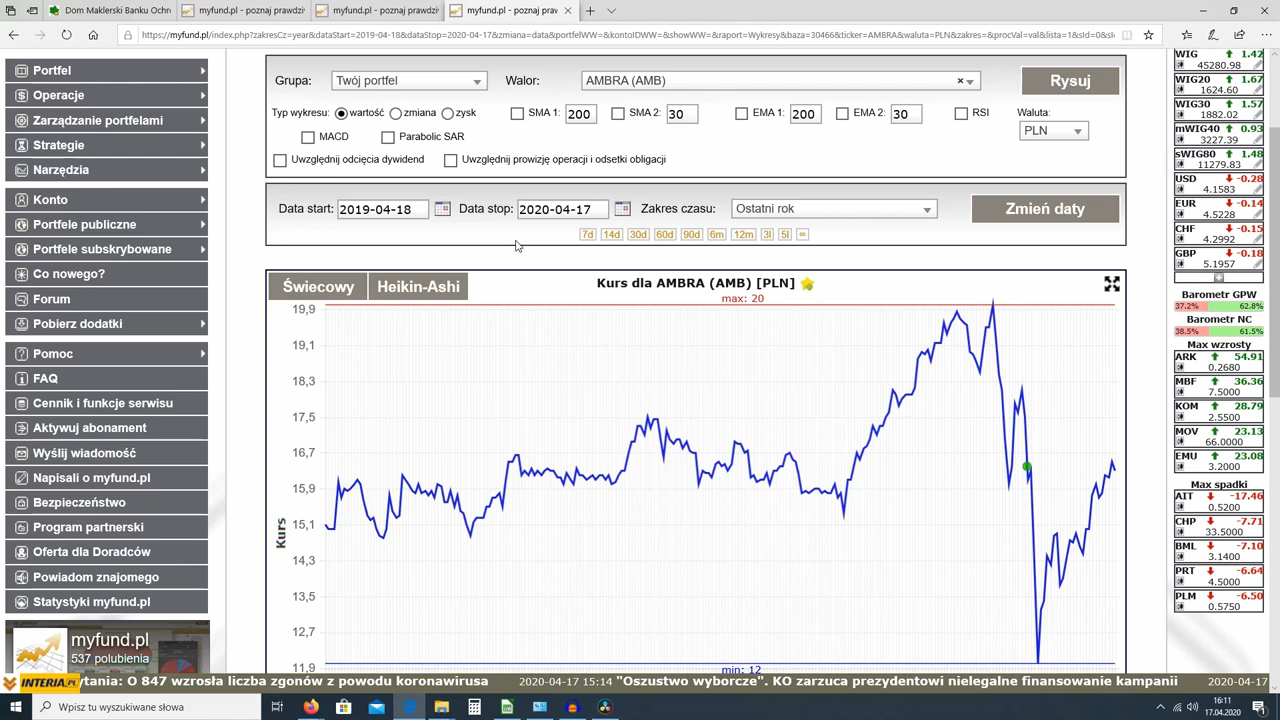 Dom Maklerski Banku Ochro
myfund.pl - poznaj prawdzi
myfund.pl - poznaj prawdzi
myfund.pl - poznaj praw
https://myfund.pl/index.php?zakresCz=year&dataStart=2019-04-18&dataStop=2020-04-17&zmiana=data&portfelWW=&kontoIDWW=&showWW=&raport=Wykresy&baza=30466&ticker=AMBRA&waluta=PLN&zakres=&procVal=val&lista=1&sId=0&sl
Portfel
Operacje
Zarządzanie portfelami
Strategie
Narzędzia
Konto
Portfele publiczne
Portfele subskrybowane
Co nowego?
Forum
Pobierz dodatki
Pomoc
FAQ
Cennik i funkcje serwisu
Aktywuj abonament
Wyślij wiadomość
Napisali o myfund.pl
Bezpieczeństwo
Program partnerski
Oferta dla Doradców
Powiadom znajomego
Statystyki myfund.pl
myfund.pl
537 polubienia
Grupa: Twój portfel Walor: AMBRA (AMB) Rysuj
Typ wykresu: wartość zmiana zysk SMA 1: 200 SMA 2: 30 EMA 1: 200 EMA 2: 30 RSI Waluta:
PLN
MACD Parabolic SAR
Uwzględnij odcięcia dywidend Uwzględnij prowizję operacji i odsetki obligacji
Data start: 2019-04-18 Data stop: 2020-04-17 Zakres czasu: Ostatni rok Zmień daty
7d 14d 30d 60d 90d 6m 12m 3l 5l ∞
Świecowy Heikin-Ashi Kurs dla AMBRA (AMB) [PLN]
max: 20
19,9
19,1
18,3
17,5
16,7
15,9
15,1
14,3
13,5
12,7
11,9
Kurs
min: 12
WIG 1.42
45280.98
WIG20 1.67
1624.60
WIG30 1.57
1882.02
mWIG40 0.93
3227.39
sWIG80 1.48
11279.83
USD -0.28
4.1583
EUR -0.14
4.5228
CHF -0.15
4.2992
GBP -0.18
5.1957
Barometr GPW
37.2% 62.8%
Barometr NC
38.5% 61.5%
Max wzrosty
ARK 54.91
0.2680
MBF 36.36
7.5000
KOM 28.79
2.5500
MOV 23.13
66.0000
EMU 23.08
3.2000
Max spadki
AIT -17.46
0.5200
CHP -7.71
33.5000
BML -7.10
3.1400
PRT -6.64
4.5000
PLM -6.50
0.5750
INTERIA.PL ytania: O 847 wzrosła liczba zgonów z powodu koronawirusa 2020-04-17 15:14 "Oszustwo wyborcze". KO zarzuca prezydentowi nielegalne finansowanie kampanii 2020-04-17
Wpisz tu wyszukiwane słowa
16:11
17.04.2020
1